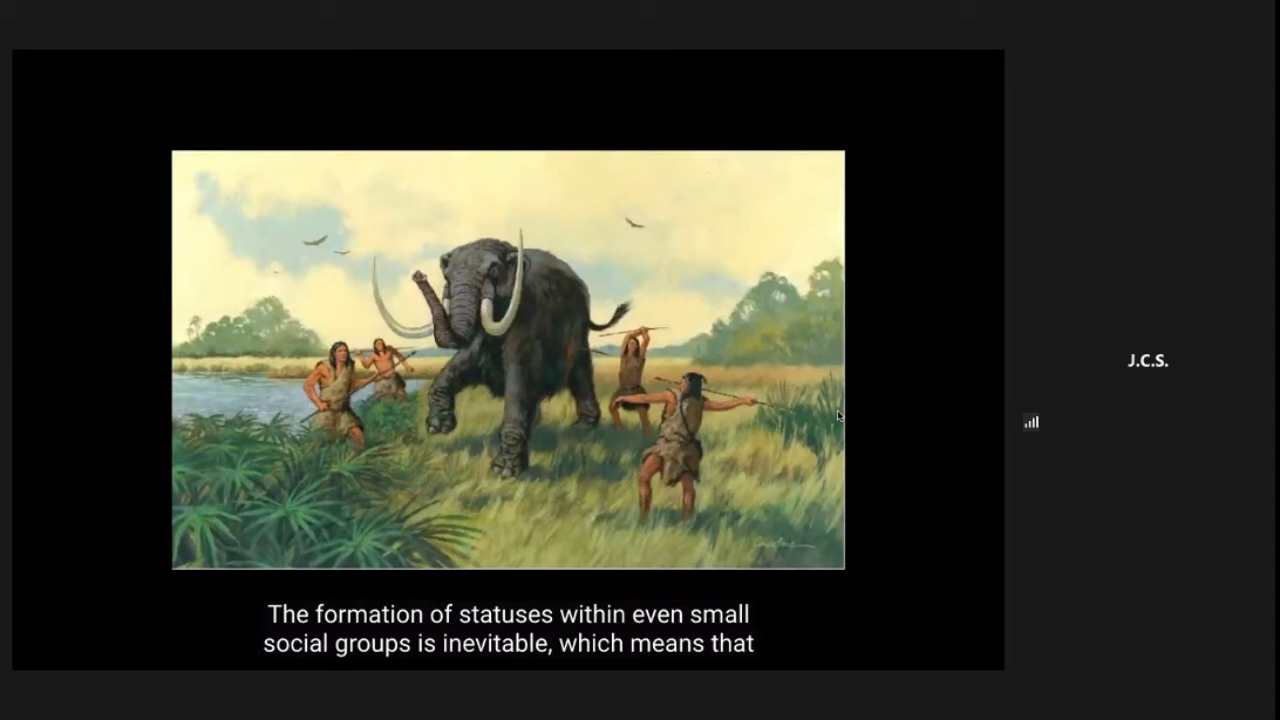 J.C.S.
The formation of statuses within even small
social groups is inevitable, which means that